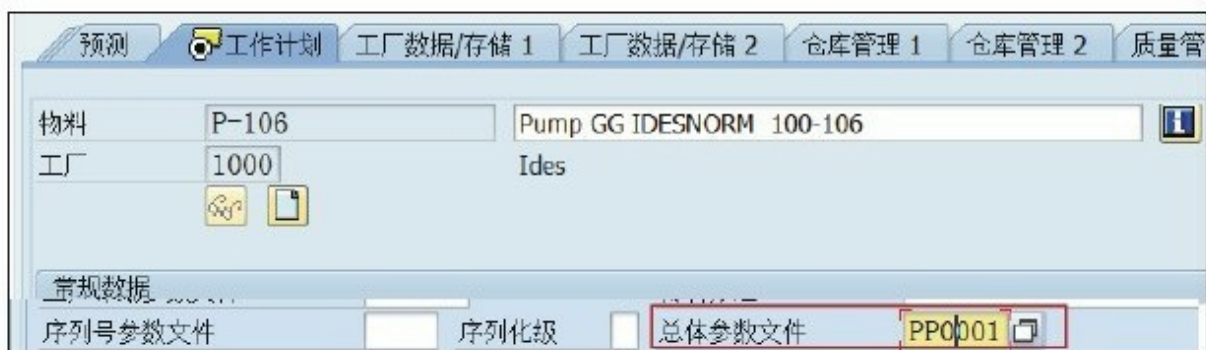 预测 工作计划 工厂数据/存储 1 工厂数据/存储 2 仓库管理 1 仓库管理 2 质量管
物料 P-106 Pump GG IDESNORM 100-106
工厂 1000 Ides
常规数据
序列号参数文件 序列化级 总体参数文件 PP0001